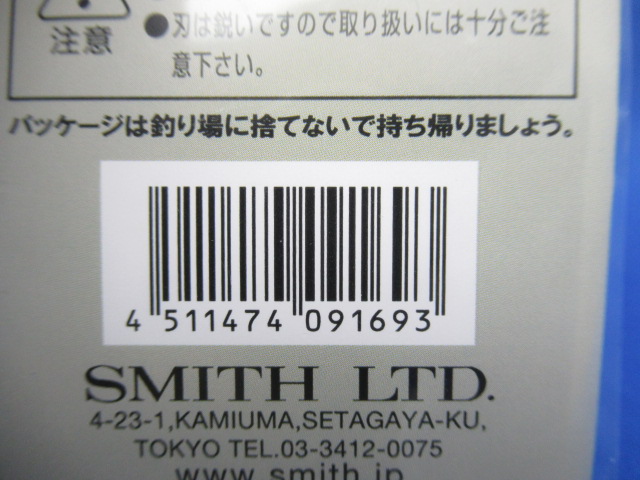 ●刃は鋭いですので取り扱いには十分ご注
意下さい。
注意
パッケージは釣り場に捨てないで持ち帰りましょう。
4 511474 091693
SMITH LTD.
4-23-1,KAMIUMA,SETAGAYA-KU,
TOKYO TEL.03-3412-0075
www.smith.jp